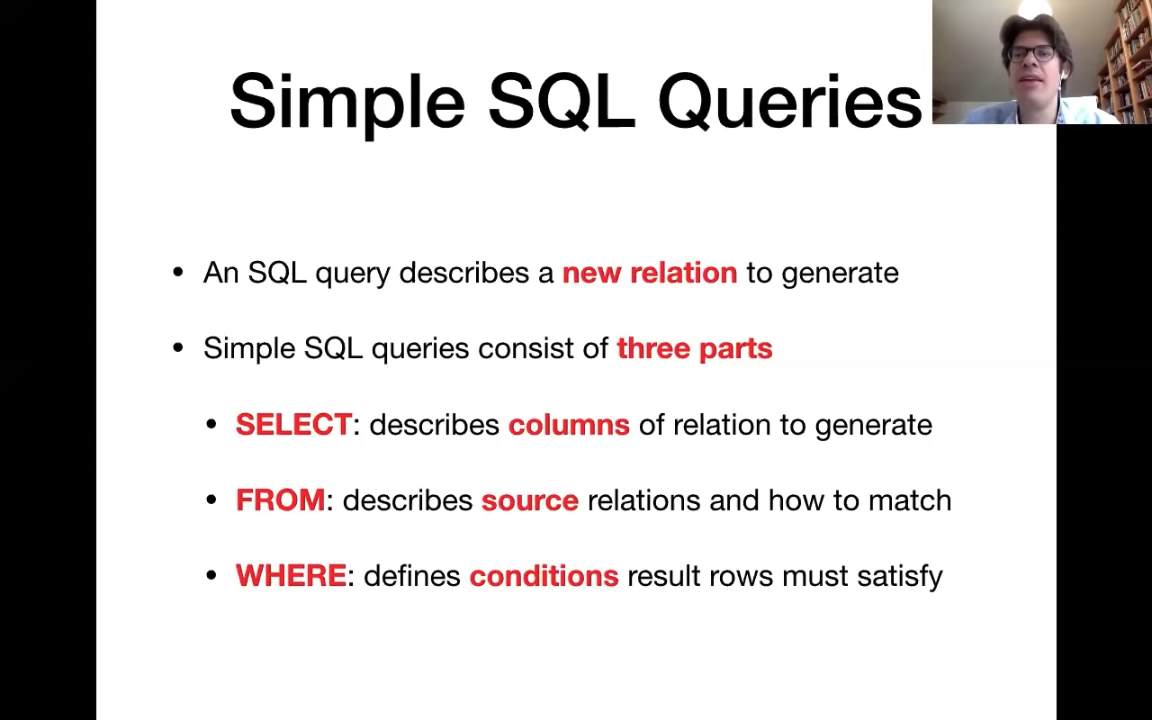 Simple SQL Queries
• An SQL query describes a new relation to generate
• Simple SQL queries consist of three parts
• SELECT: describes columns of relation to generate
• FROM: describes source relations and how to match
• WHERE: defines conditions result rows must satisfy